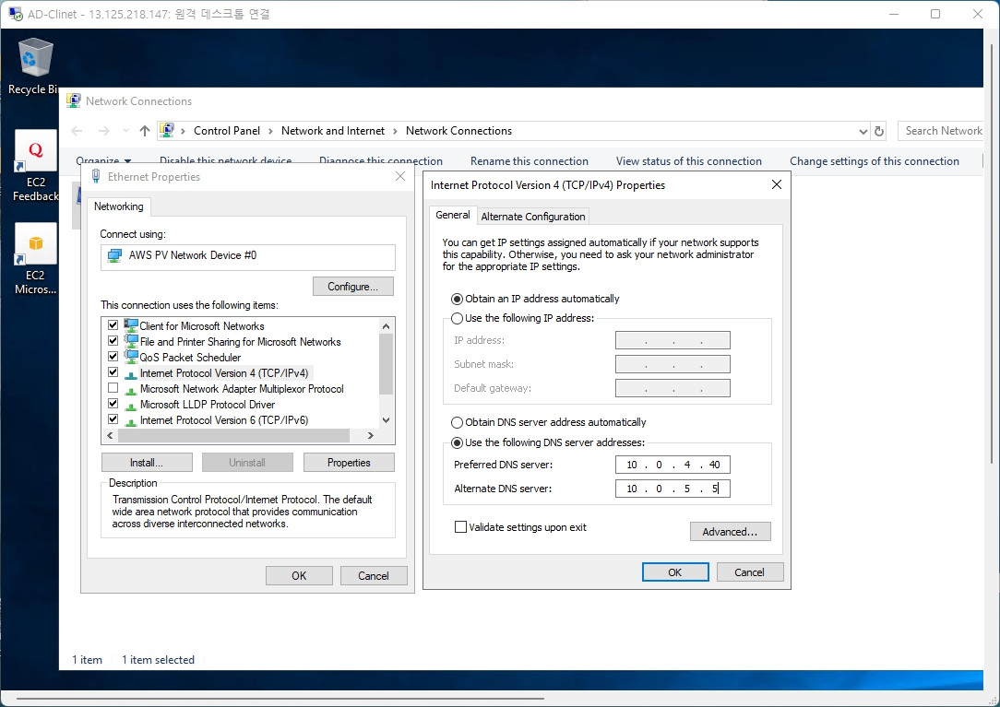 AD-Clinet - 13.125.218.147: 원격 데스크톱 연결
Recycle Bi
EC2
Feedback
EC2
Micros...
Network Connections
Control Panel > Network and Internet > Network Connections
Search Network
Organize
Disable this network device
Diagnose this connection
Rename this connection
View status of this connection
Change settings of this connection
Ethernet Properties
Networking
Connect using:
AWS PV Network Device #0
Configure...
This connection uses the following items:
Client for Microsoft Networks
File and Printer Sharing for Microsoft Networks
QoS Packet Scheduler
Internet Protocol Version 4 (TCP/IPv4)
Microsoft Network Adapter Multiplexor Protocol
Microsoft LLDP Protocol Driver
Internet Protocol Version 6 (TCP/IPv6)
Install...
Uninstall
Properties
Description
Transmission Control Protocol/Internet Protocol. The default
wide area network protocol that provides communication
across diverse interconnected networks.
OK
Cancel
Internet Protocol Version 4 (TCP/IPv4) Properties
General
Alternate Configuration
You can get IP settings assigned automatically if your network supports
this capability. Otherwise, you need to ask your network administrator
for the appropriate IP settings.
Obtain an IP address automatically
Use the following IP address:
IP address: . . .
Subnet mask: . . .
Default gateway: . . .
Obtain DNS server address automatically
Use the following DNS server addresses:
Preferred DNS server: 10 . 0 . 4 . 40
Alternate DNS server: 10 . 0 . 5 . 5
Validate settings upon exit
Advanced...
OK
Cancel
1 item
1 item selected